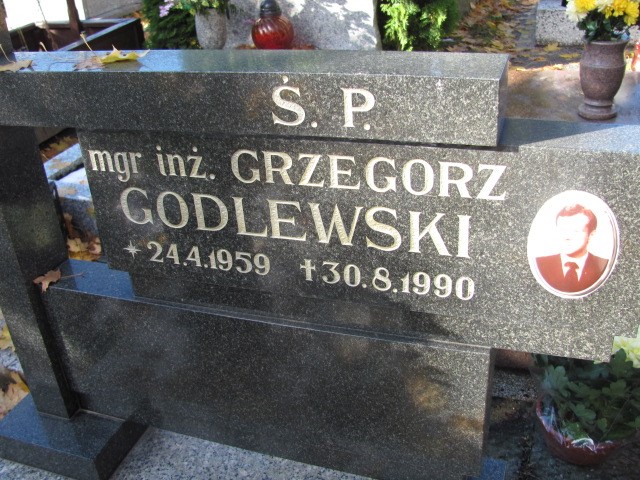 Ś. P.
mgr inż. GRZEGORZ
GODLEWSKI
* 24.4.1959 ✝ 30.8.1990